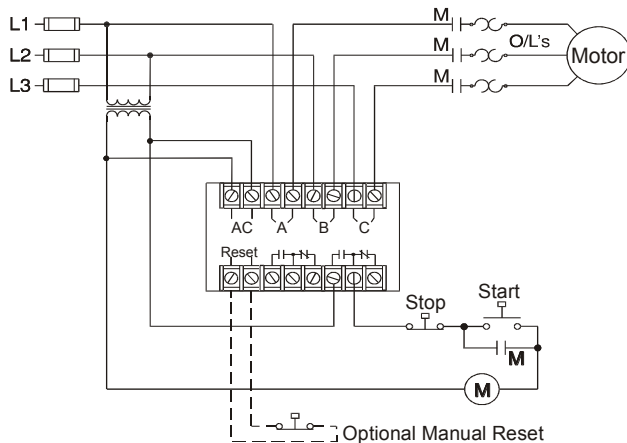 L1
L2
L3
M
M
M
O/L's
Motor
AC
A
B
C
Reset
Stop
Start
M
M
Optional Manual Reset